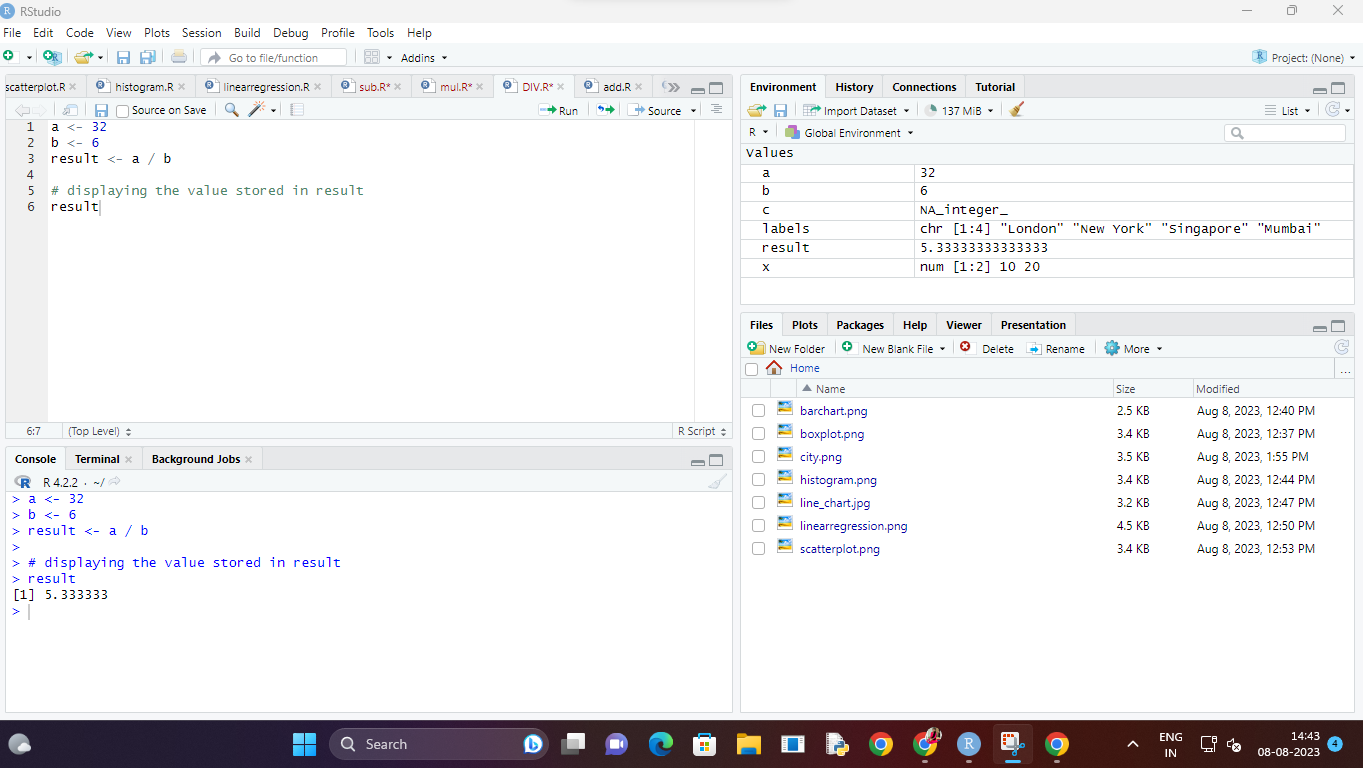 RStudio
File Edit Code View Plots Session Build Debug Profile Tools Help
Go to file/function Addins Project: (None)
scatterplot.R histogram.R linearregression.R sub.R* mul.R* DIV.R* add.R
Source on Save Run Source
1 a <- 32
2 b <- 6
3 result <- a / b
4
5 # displaying the value stored in result
6 result
6:7 (Top Level) R Script
Console Terminal Background Jobs
R 4.2.2 · ~/
> a <- 32
> b <- 6
> result <- a / b
>
> # displaying the value stored in result
> result
[1] 5.333333
>
Environment History Connections Tutorial
Import Dataset 137 MiB List
R Global Environment
Values
a 32
b 6
c NA_integer_
labels chr [1:4] "London" "New York" "Singapore" "Mumbai"
result 5.33333333333333
x num [1:2] 10 20
Files Plots Packages Help Viewer Presentation
New Folder New Blank File Delete Rename More
Home ...
Name Size Modified
barchart.png 2.5 KB Aug 8, 2023, 12:40 PM
boxplot.png 3.4 KB Aug 8, 2023, 12:37 PM
city.png 3.5 KB Aug 8, 2023, 1:55 PM
histogram.png 3.4 KB Aug 8, 2023, 12:44 PM
line_chart.jpg 3.2 KB Aug 8, 2023, 12:47 PM
linearregression.png 4.5 KB Aug 8, 2023, 12:50 PM
scatterplot.png 3.4 KB Aug 8, 2023, 12:53 PM
Search ENG 14:43
IN 08-08-2023 4